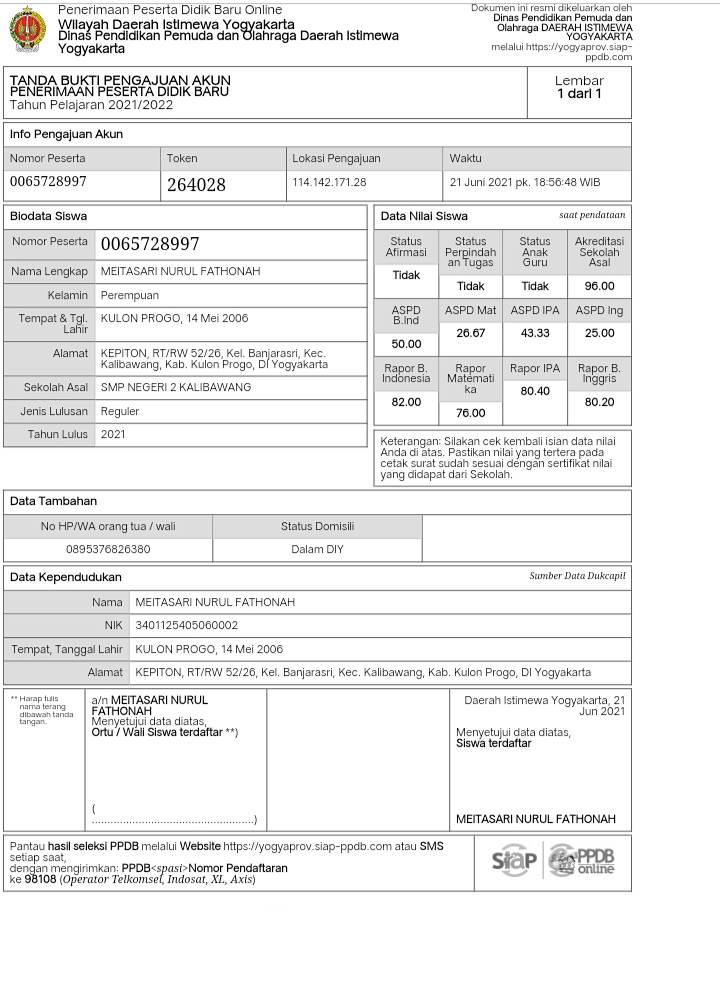 Penerimaan Peserta Didik Baru Online
Wilayah Daerah Istimewa Yogyakarta
Dinas Pendidikan Pemuda dan Olahraga Daerah Istimewa
Yogyakarta
Dokumen ini resmi dikeluarkan oleh
Dinas Pendidikan Pemuda dan
Olahraga DAERAH ISTIMEWA
YOGYAKARTA
melalui https://yogyaprov.siap-
ppdb.com
TANDA BUKTI PENGAJUAN AKUN
PENERIMAAN PESERTA DIDIK BARU
Tahun Pelajaran 2021/2022
Lembar
1 dari 1
Info Pengajuan Akun
Nomor Peserta Token Lokasi Pengajuan Waktu
0065728997 264028 114.142.171.28 21 Juni 2021 pk. 18:56:48 WIB
Biodata Siswa
Nomor Peserta 0065728997
Nama Lengkap MEITASARI NURUL FATHONAH
Kelamin Perempuan
Tempat & Tgl. KULON PROGO, 14 Mei 2006
Lahir
Alamat KEPITON, RT/RW 52/26, Kel. Banjarasri, Kec.
Kalibawang, Kab. Kulon Progo, DI Yogyakarta
Sekolah Asal SMP NEGERI 2 KALIBAWANG
Jenis Lulusan Reguler
Tahun Lulus 2021
Data Nilai Siswa saat pendataan
Status Status Status Akreditasi
Afirmasi Perpindah Anak Sekolah
an Tugas Guru Asal
Tidak Tidak Tidak 96.00
ASPD ASPD Mat ASPD IPA ASPD Ing
B.Ind
50.00 26.67 43.33 25.00
Rapor B. Rapor Rapor IPA Rapor B.
Indonesia Matemati Inggris
ka
82.00 76.00 80.40 80.20
Keterangan: Silakan cek kembali isian data nilai
Anda di atas. Pastikan nilai yang tertera pada
cetak surat sudah sesuai dengan sertifikat nilai
yang didapat dari Sekolah.
Data Tambahan
No HP/WA orang tua / wali Status Domisili
0895376826380 Dalam DIY
Data Kependudukan Sumber Data Dukcapil
Nama MEITASARI NURUL FATHONAH
NIK 3401125405060002
Tempat, Tanggal Lahir KULON PROGO, 14 Mei 2006
Alamat KEPITON, RT/RW 52/26, Kel. Banjarasri, Kec. Kalibawang, Kab. Kulon Progo, DI Yogyakarta
** Harap tulis
nama terang
dibawah tanda
tangan.
a/n MEITASARI NURUL
FATHONAH
Menyetujui data diatas,
Ortu / Wali Siswa terdaftar **)
(
..................................................)
Daerah Istimewa Yogyakarta, 21
Jun 2021
Menyetujui data diatas,
Siswa terdaftar
MEITASARI NURUL FATHONAH
Pantau hasil seleksi PPDB melalui Website https://yogyaprov.siap-ppdb.com atau SMS
setiap saat,
dengan mengirimkan: PPDB<spasi>Nomor Pendaftaran
ke 98108 (Operator Telkomsel, Indosat, XL, Axis)
SiAP PPDB
online